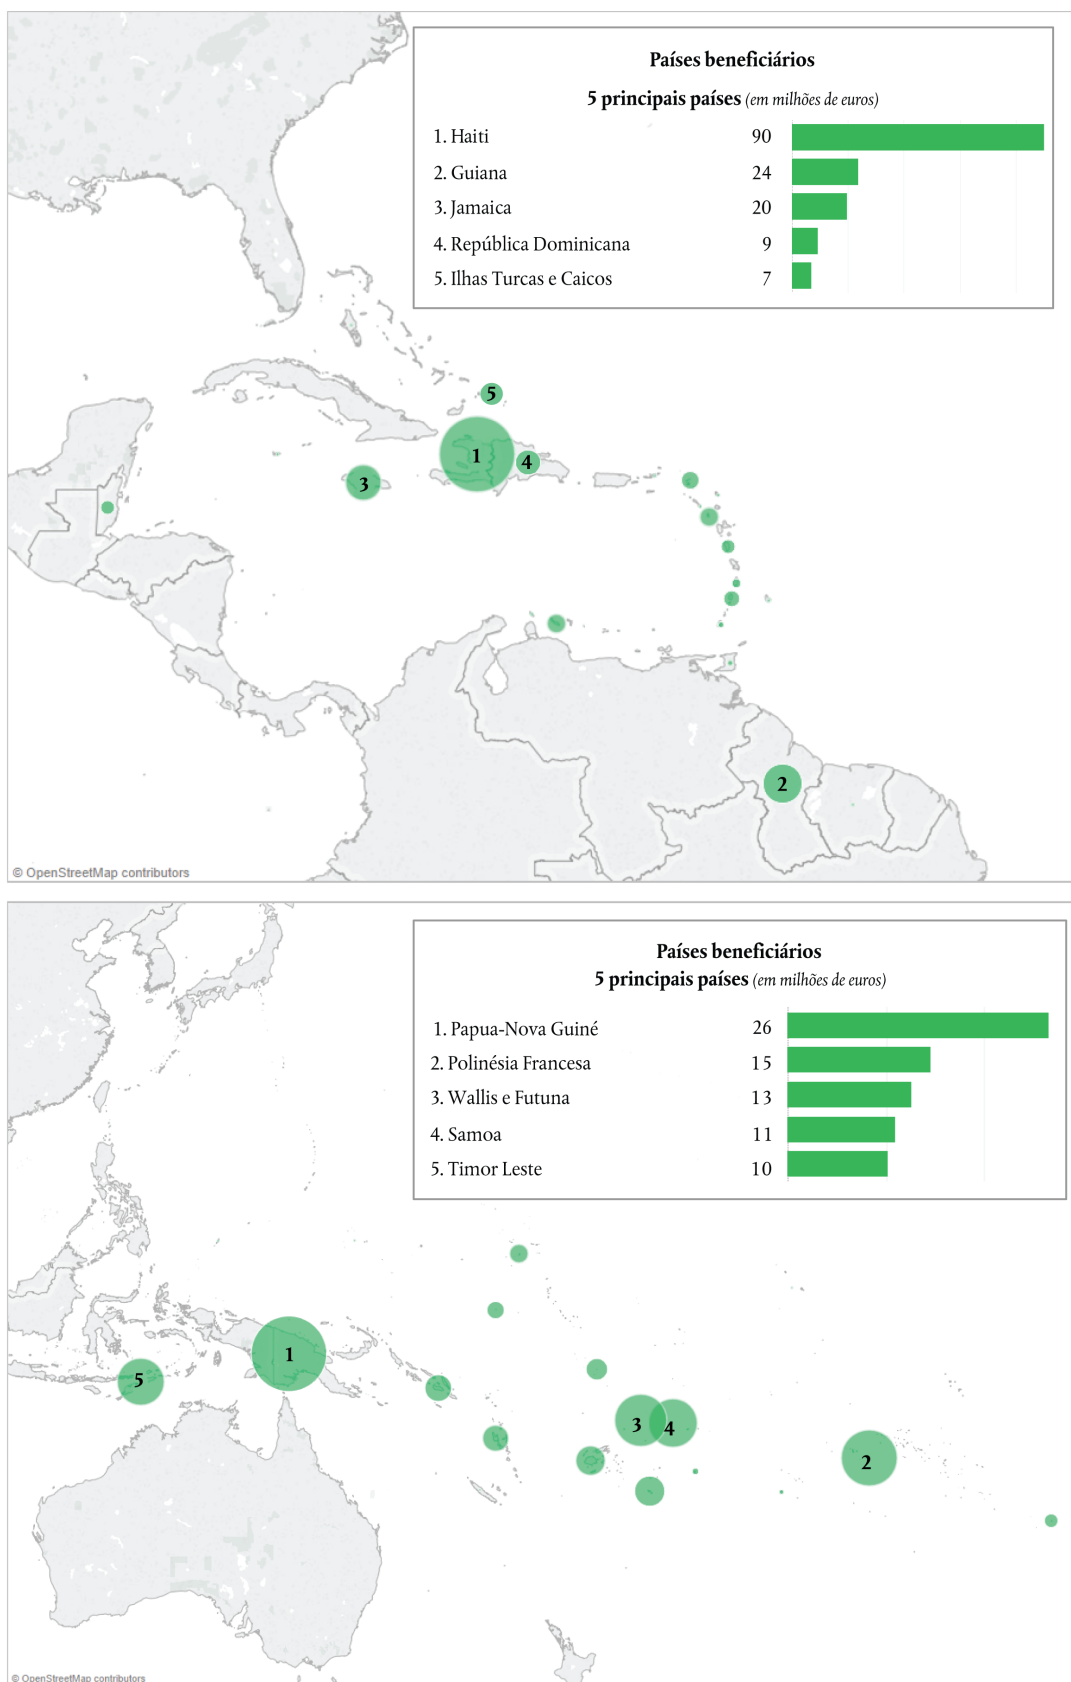 Países beneficiários
5 principais países (em milhões de euros)
1. Haiti 90
2. Guiana 24
3. Jamaica 20
4. República Dominicana 9
5. Ilhas Turcas e Caicos 7
5
1
4
3
2
© OpenStreetMap contributors
Países beneficiários
5 principais países (em milhões de euros)
1. Papua-Nova Guiné 26
2. Polinésia Francesa 15
3. Wallis e Futuna 13
4. Samoa 11
5. Timor Leste 10
1
5
3
4
2
© OpenStreetMap contributors